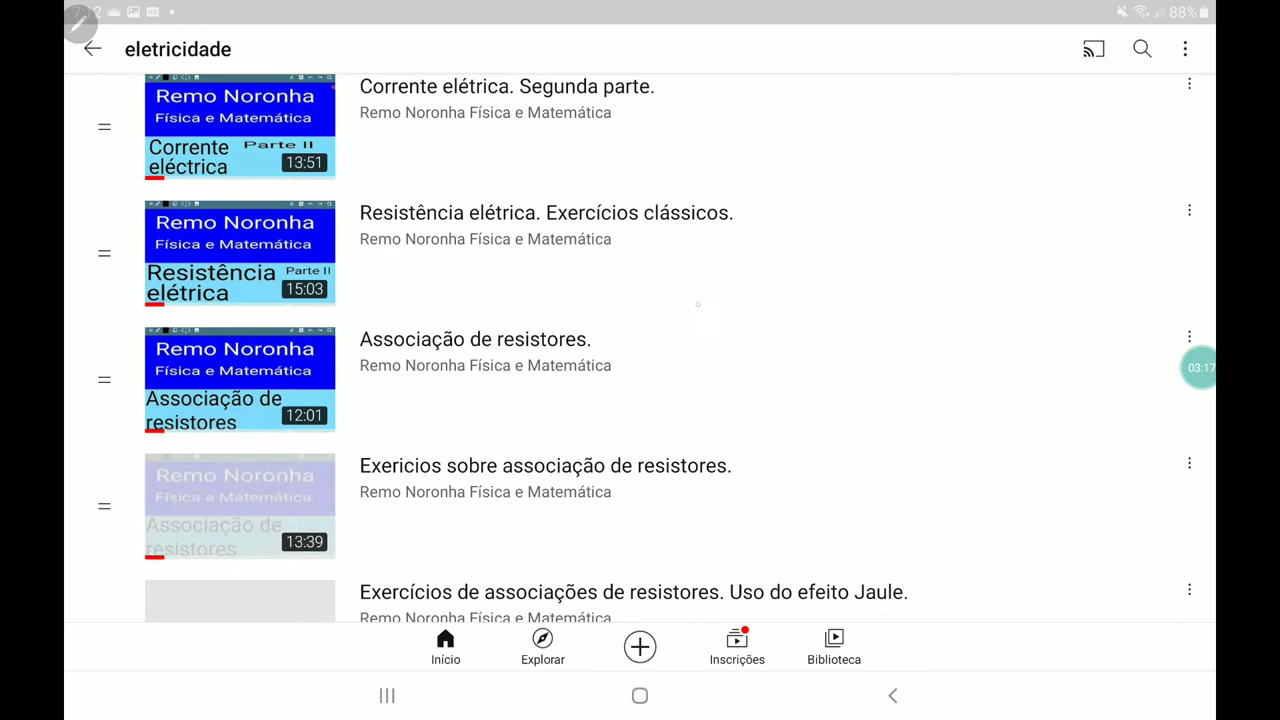 7:12
88%
eletricidade
Remo Noronha
Física e Matemática
Corrente Parte II
eléctrica
13:51
Corrente elétrica. Segunda parte.
Remo Noronha Física e Matemática
Remo Noronha
Física e Matemática
Resistência Parte II
elétrica
15:03
Resistência elétrica. Exercícios clássicos.
Remo Noronha Física e Matemática
Remo Noronha
Física e Matemática
Associação de
resistores
12:01
Associação de resistores.
Remo Noronha Física e Matemática
03:17
Remo Noronha
Física e Matemática
Associação de
resistores
13:39
Exericios sobre associação de resistores.
Remo Noronha Física e Matemática
Exercícios de associações de resistores. Uso do efeito Jaule.
Remo Noronha Física e Matemática
Início
Explorar
Inscrições
Biblioteca